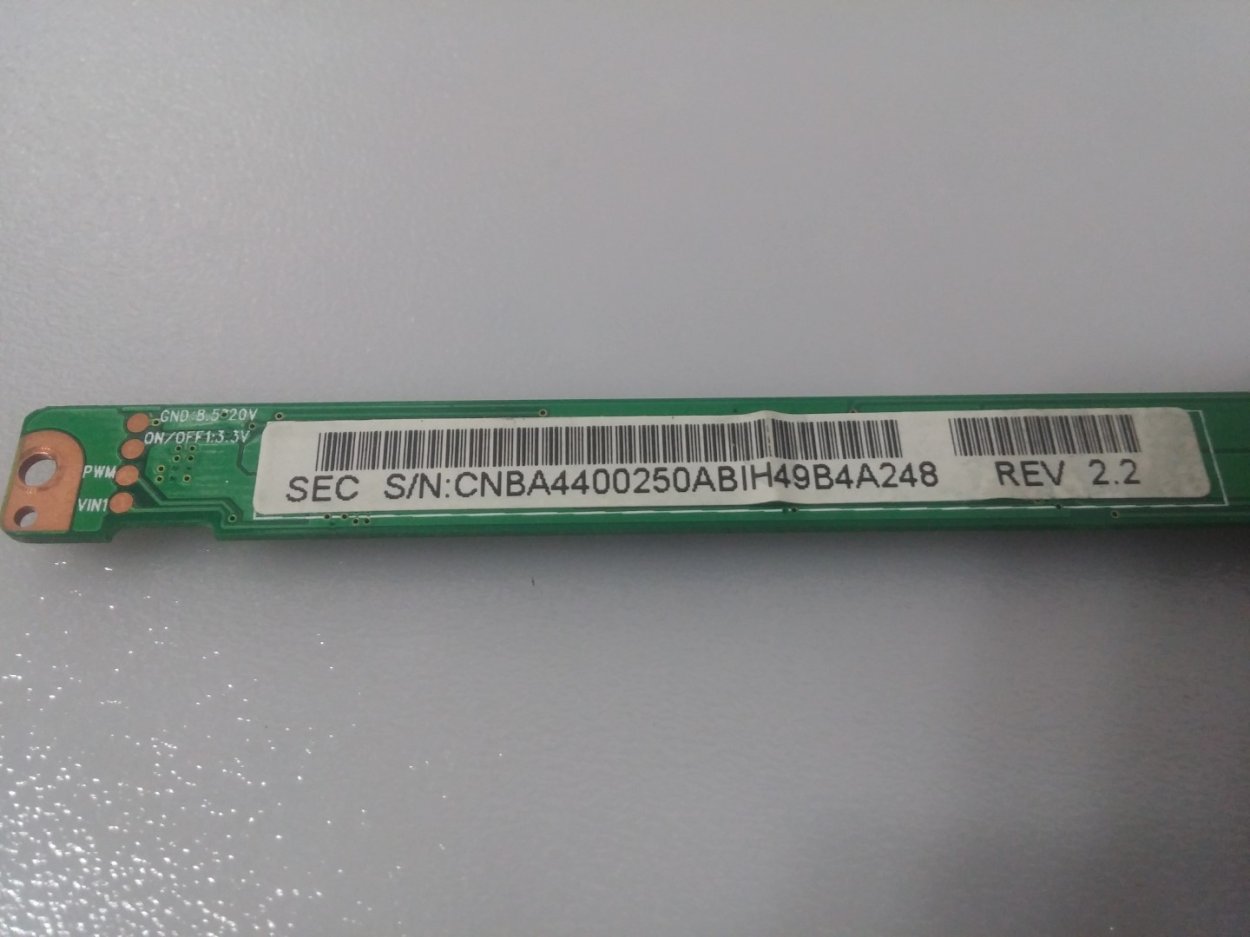 GND:8.5~20V
ON/OFF1:3.3V
PWM
VIN1
SEC S/N:CNBA4400250ABIH49B4A248 REV 2.2